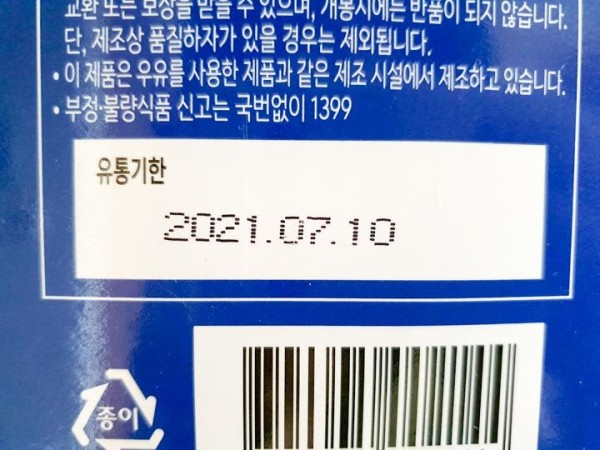 교환 또는 보상을 받을 수 있으며, 개봉시에는 반품이 되지 않습니다.
단, 제조상 품질하자가 있을 경우는 제외됩니다.
• 이 제품은 우유를 사용한 제품과 같은 제조 시설에서 제조하고 있습니다.
• 부정·불량식품 신고는 국번없이 1399
유통기한
2021.07.10
종이